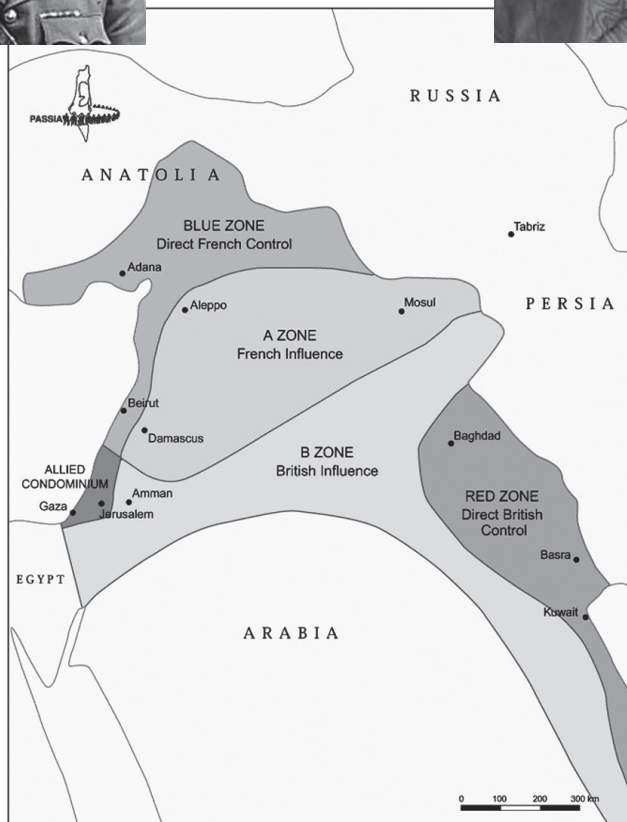 RUSSIA
PASSIA
ANATOLIA
BLUE ZONE
Direct French Control
Tabriz
Adana
Aleppo
Mosul
PERSIA
A ZONE
French Influence
Beirut
Damascus
Baghdad
B ZONE
British Influence
ALLIED
CONDOMINIUM
Amman
Gaza
Jerusalem
RED ZONE
Direct British
Control
Basra
EGYPT
Kuwait
ARABIA
0 100 200 300 km